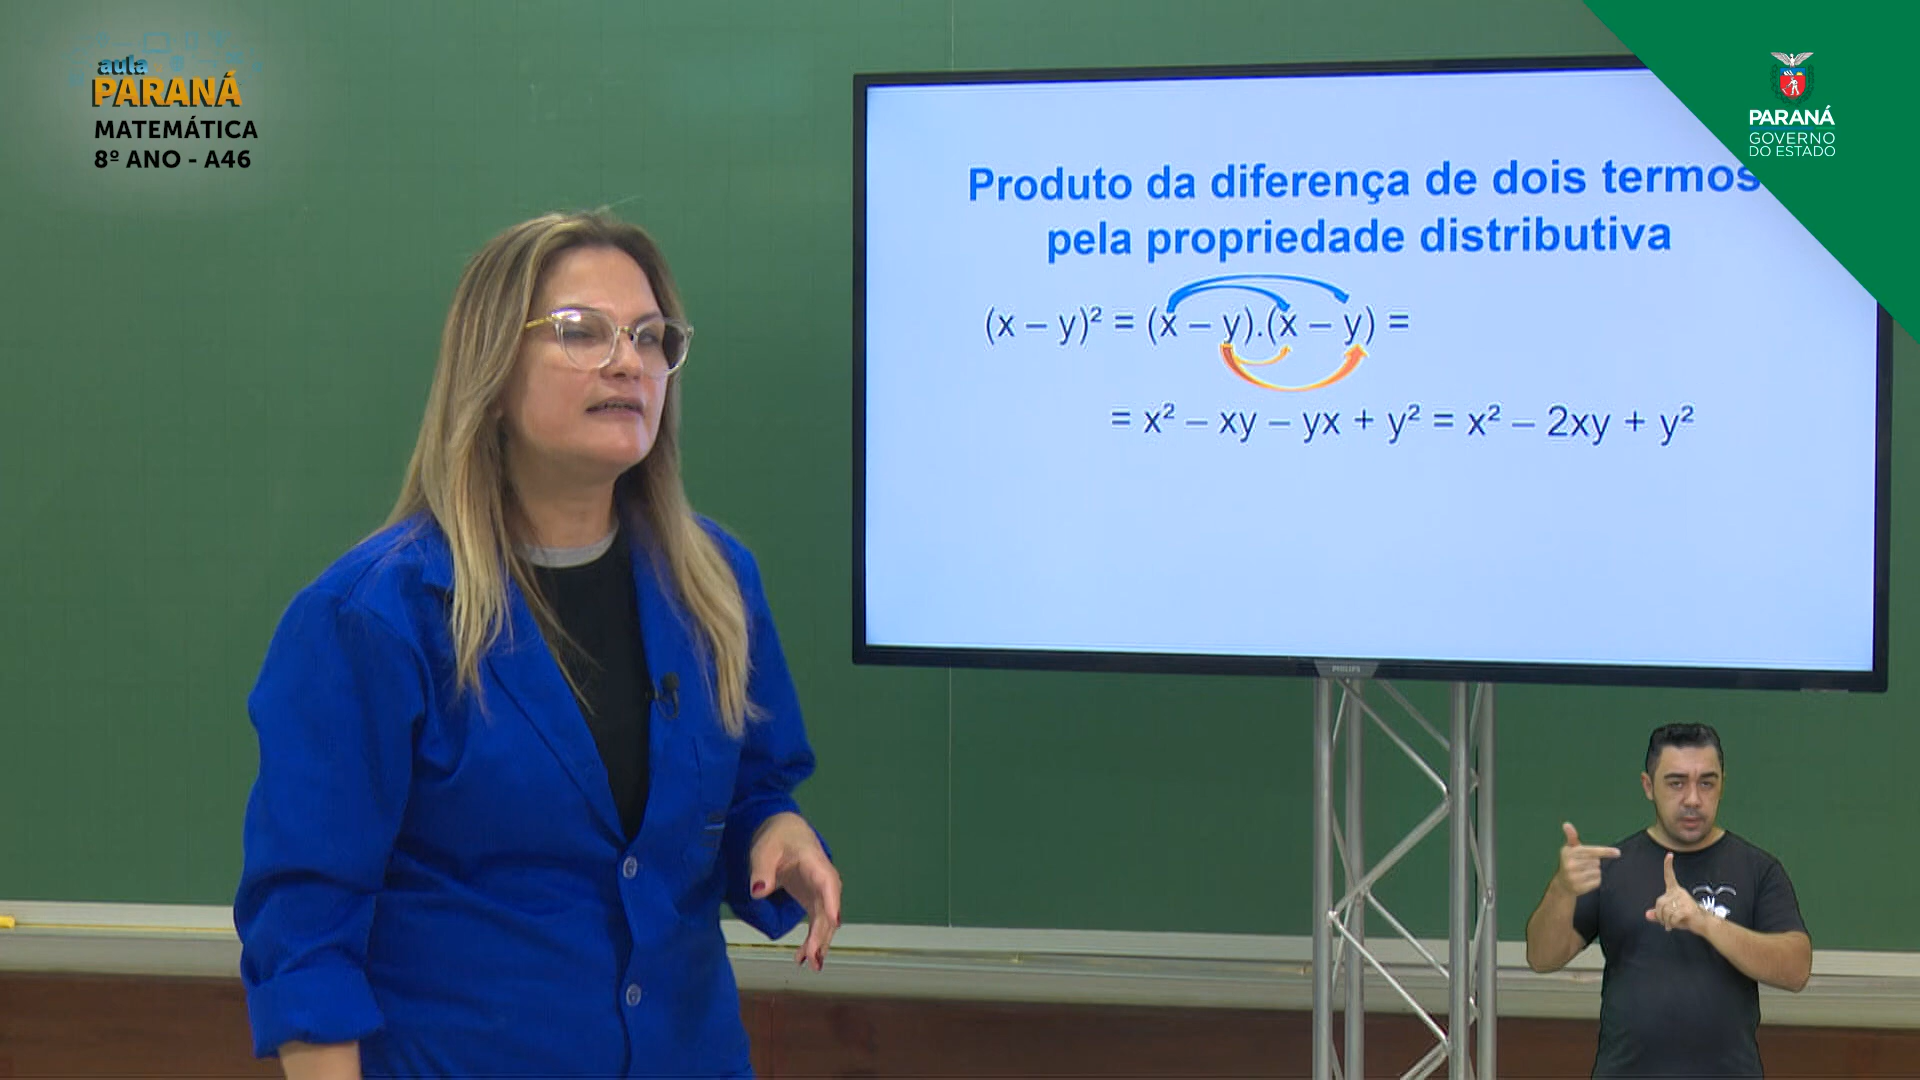 aula
PARANÁ
MATEMÁTICA
8º ANO - A46
PARANÁ
GOVERNO
DO ESTADO
Produto da diferença de dois termos
pela propriedade distributiva
(x – y)² = (x – y).(x – y) =
= x² – xy – yx + y² = x² – 2xy + y²
PHILIPS